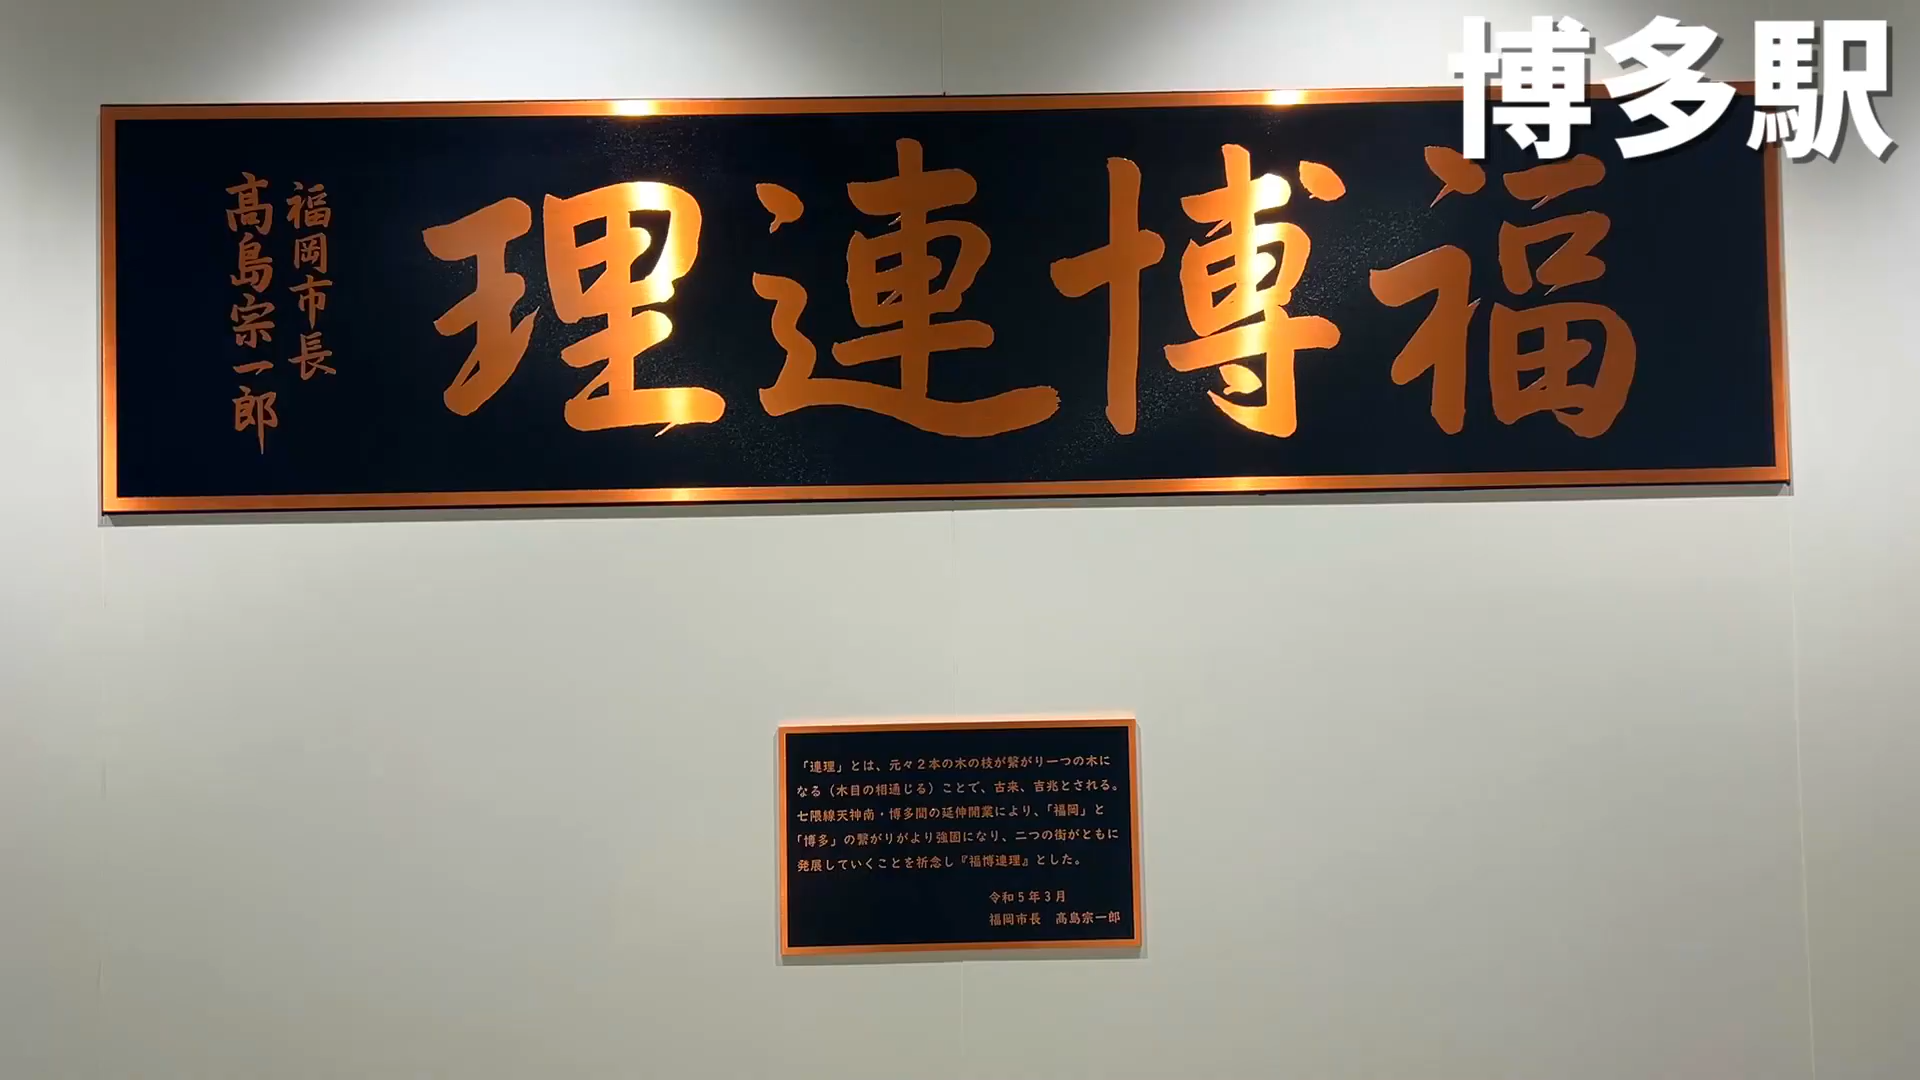 博多駅
福博連理
福岡市長
髙島宗一郎
「連理」とは、元々2本の木の枝が繋がり一つの木に
なる（木目の相通じる）ことで、古来、吉兆とされる。
七隈線天神南・博多間の延伸開業により、「福岡」と
「博多」の繋がりがより強固になり、二つの街がともに
発展していくことを祈念し『福博連理』とした。
令和5年3月
福岡市長 髙島宗一郎